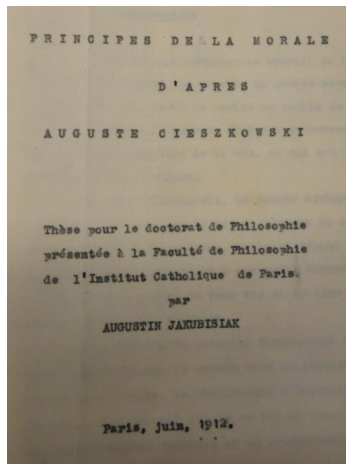 PRINCIPES DE LA MORALE
D'APRES
AUGUSTE CIESZKOWSKI
Thèse pour le doctorat de Philosophie
présentée à la Faculté de Philosophie
de l'Institut Catholique de Paris.
par
AUGUSTIN JAKUBISIAK
Paris, juin, 1912.